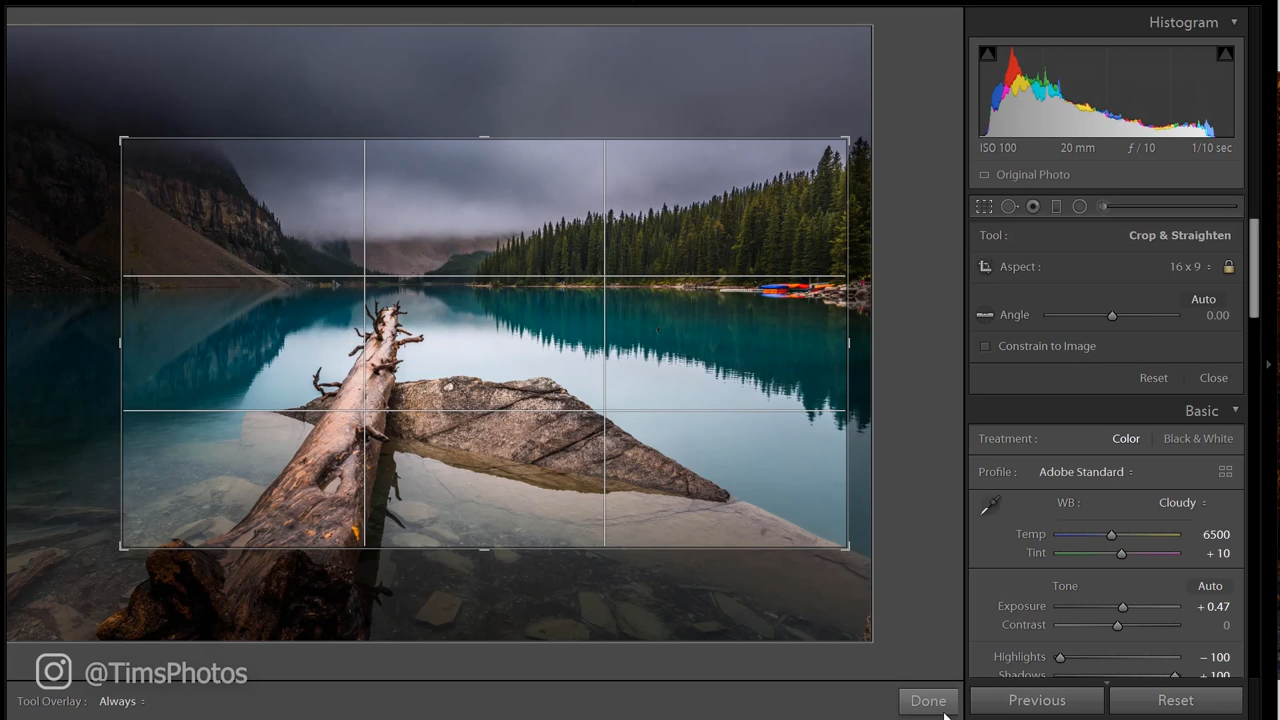 Histogram
ISO 100 20 mm ƒ / 10 1/10 sec
Original Photo
Tool : Crop & Straighten
Aspect : 16 x 9
Auto
Angle 0.00
Constrain to Image
Reset Close
Basic
Treatment : Color Black & White
Profile : Adobe Standard
WB : Cloudy
Temp 6500
Tint + 10
Tone Auto
Exposure + 0.47
Contrast 0
Highlights – 100
Shadows + 100
@TimsPhotos
Tool Overlay : Always Done Previous Reset